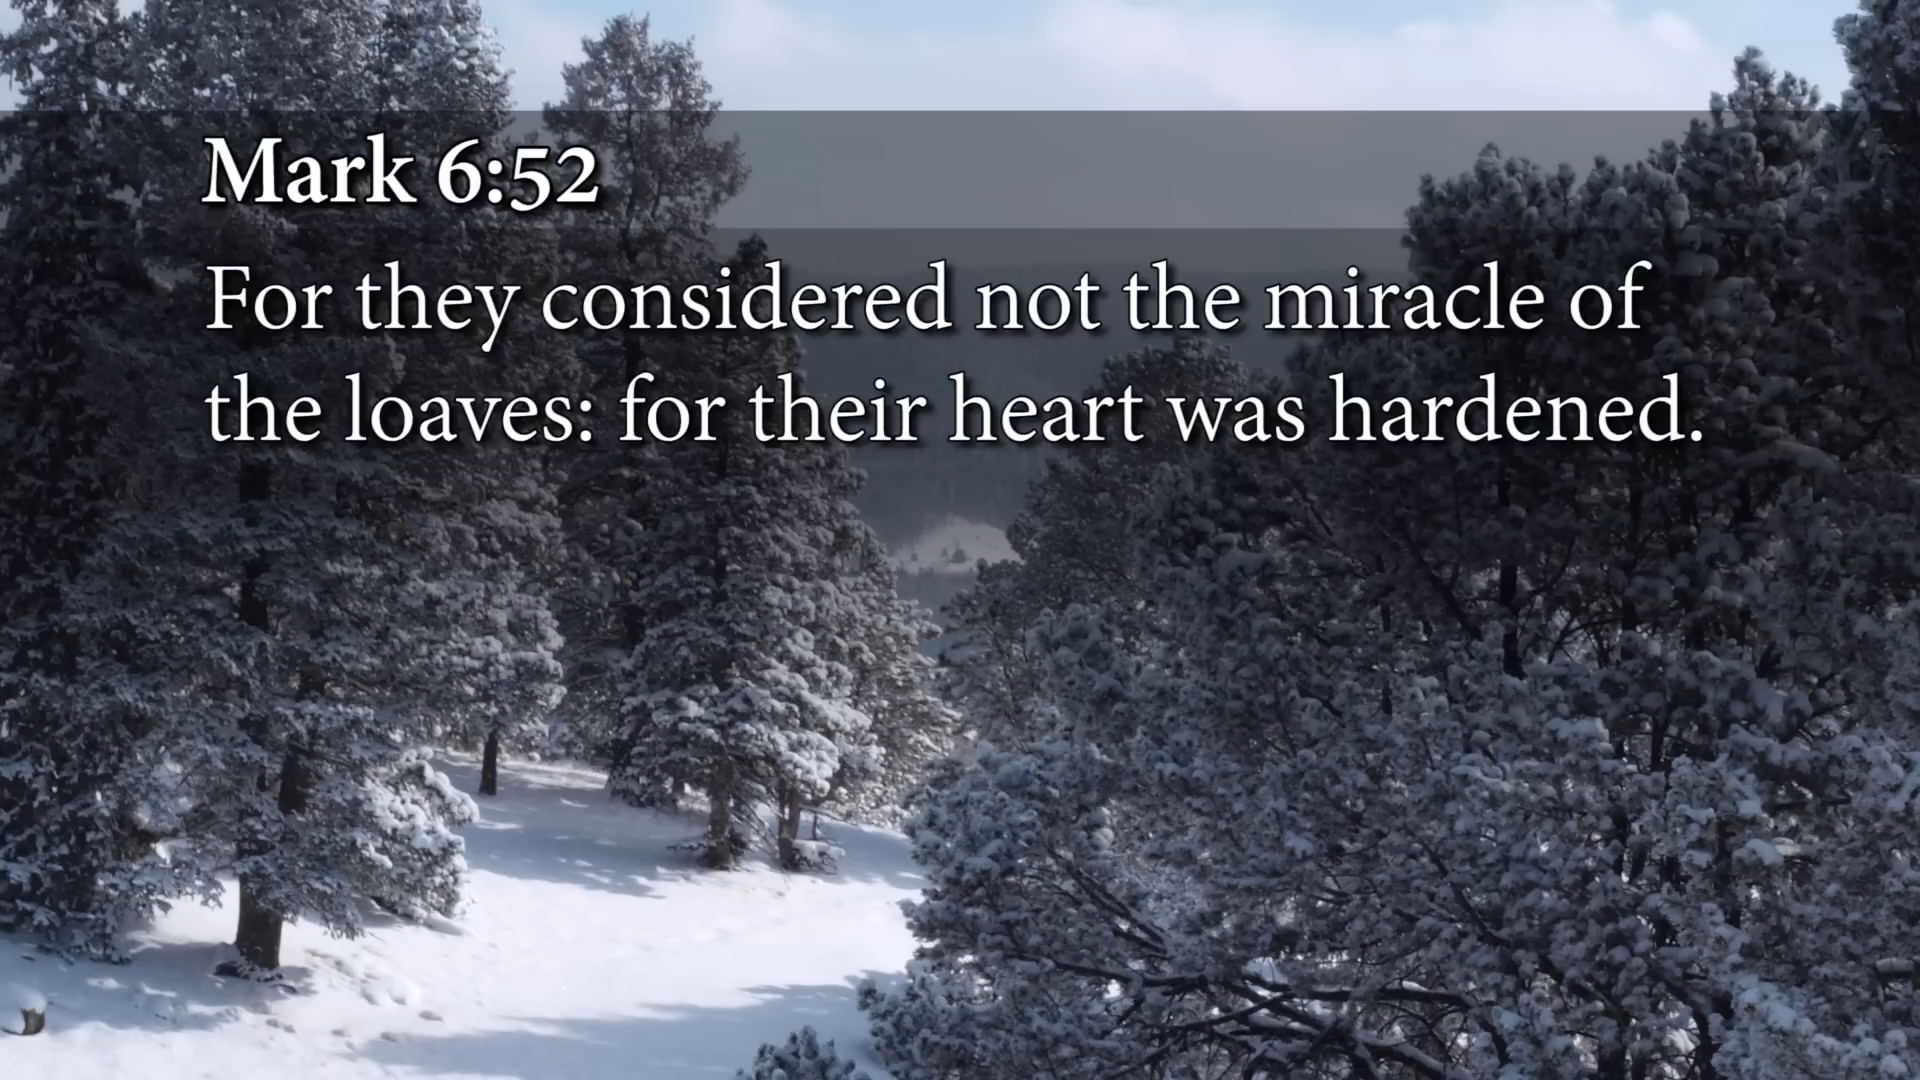 Mark 6:52
For they considered not the miracle of
the loaves: for their heart was hardened.